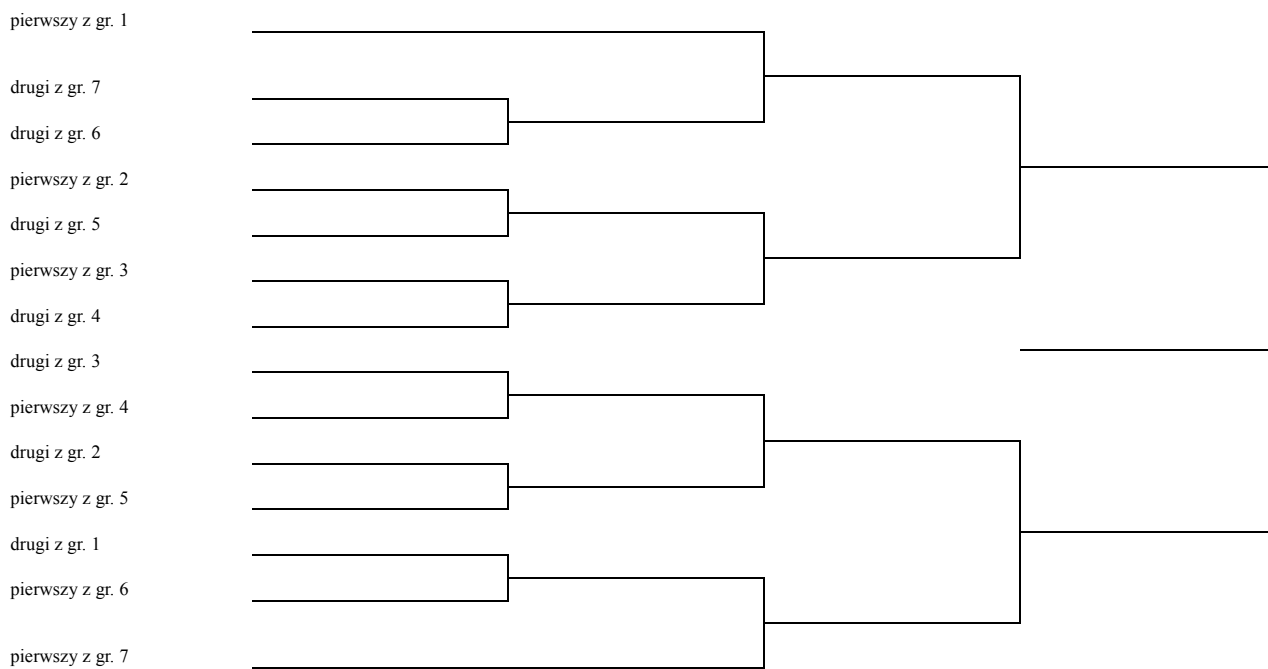 pierwszy z gr. 1
drugi z gr. 7
drugi z gr. 6
pierwszy z gr. 2
drugi z gr. 5
pierwszy z gr. 3
drugi z gr. 4
drugi z gr. 3
pierwszy z gr. 4
drugi z gr. 2
pierwszy z gr. 5
drugi z gr. 1
pierwszy z gr. 6
pierwszy z gr. 7